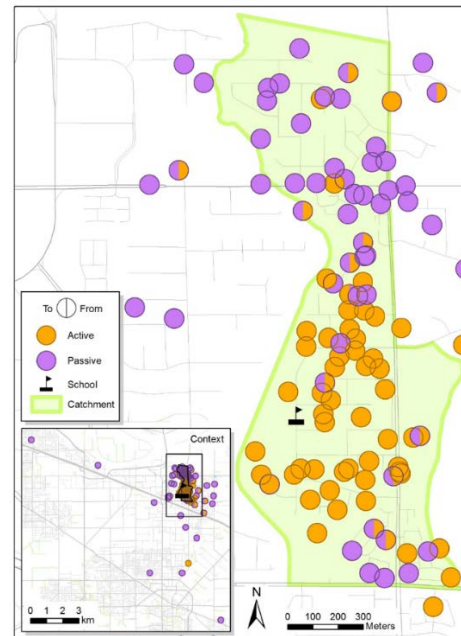 To From
Active
Passive
School
Catchment
Context
0 1 2 3
km
N
0 100 200 300
Meters